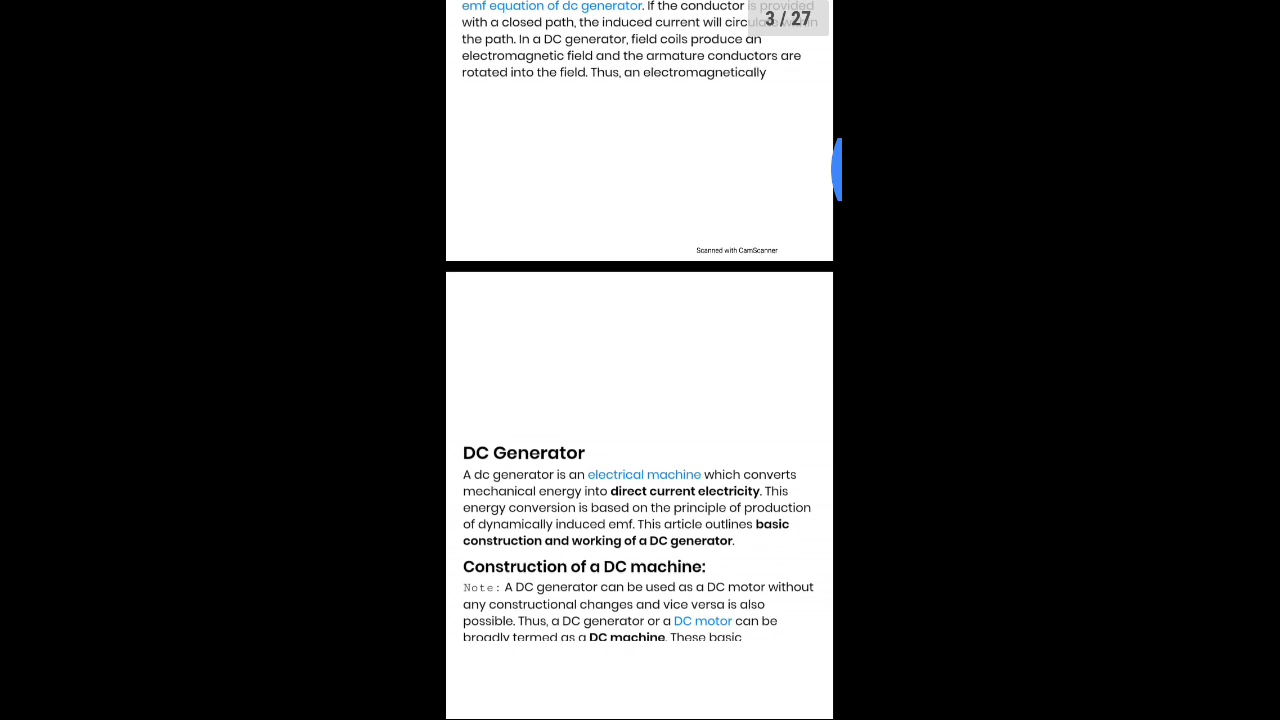 emf equation of dc generator. If the conductor is provided
3 / 27
with a closed path, the induced current will circulate within
the path. In a DC generator, field coils produce an
electromagnetic field and the armature conductors are
rotated into the field. Thus, an electromagnetically
Scanned with CamScanner
DC Generator
A dc generator is an electrical machine which converts
mechanical energy into direct current electricity. This
energy conversion is based on the principle of production
of dynamically induced emf. This article outlines basic
construction and working of a DC generator.
Construction of a DC machine:
Note: A DC generator can be used as a DC motor without
any constructional changes and vice versa is also
possible. Thus, a DC generator or a DC motor can be
broadly termed as a DC machine. These basic